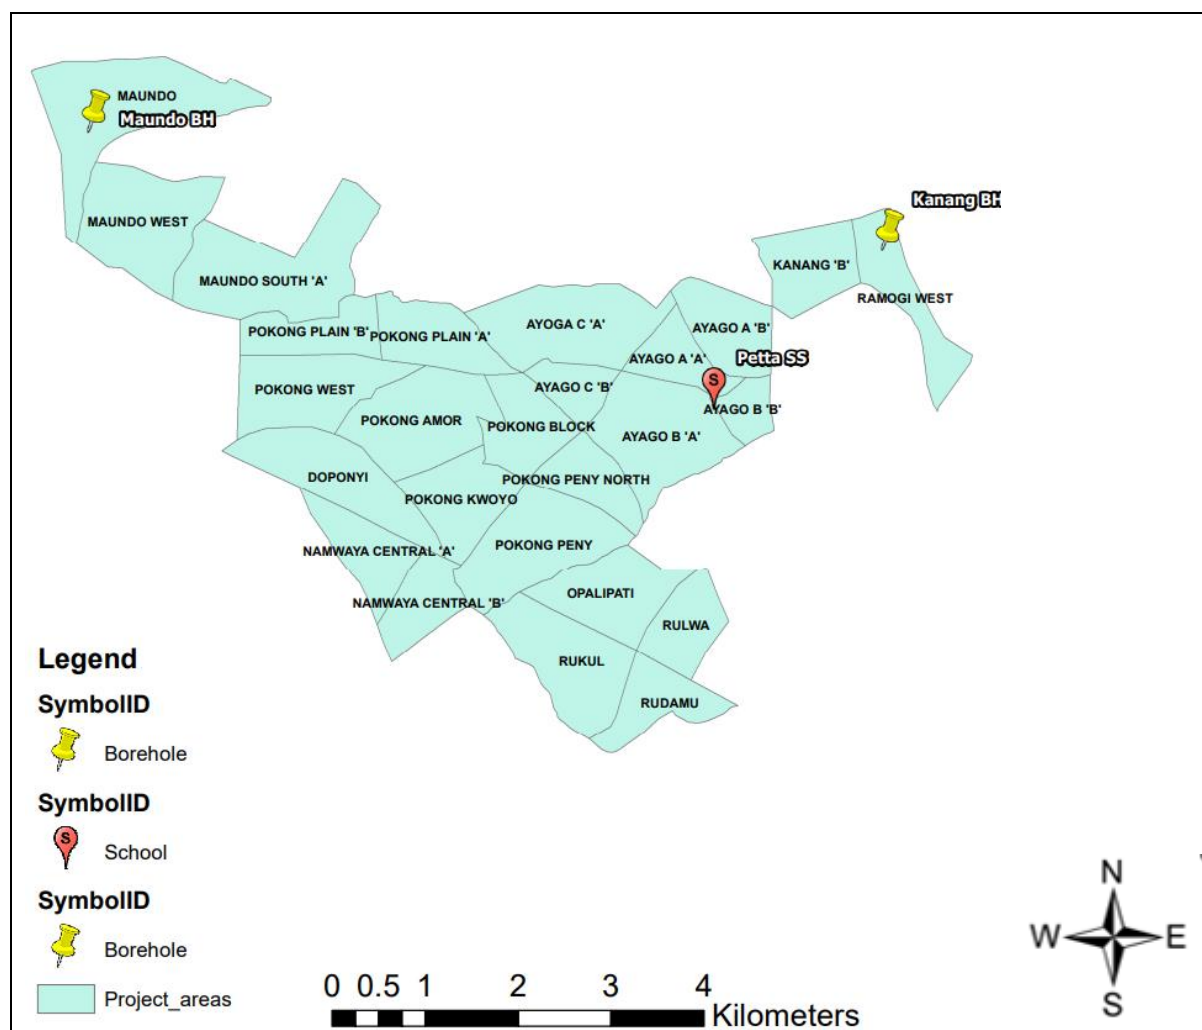 MAUNDO
Maundo BH
MAUNDO WEST
Kanang BH
MAUNDO SOUTH 'A'
KANANG 'B'
RAMOGI WEST
POKONG PLAIN 'B'
POKONG PLAIN 'A'
AYOGA C 'A'
AYAGO A 'B'
AYAGO A 'A'
Petta SS
POKONG WEST
AYAGO C 'B'
S
AYAGO B 'B'
POKONG AMOR
POKONG BLOCK
AYAGO B 'A'
DOPONYI
POKONG PENY NORTH
POKONG KWOYO
NAMWAYA CENTRAL 'A'
POKONG PENY
NAMWAYA CENTRAL 'B'
OPALIPATI
RULWA
RUKUL
RUDAMU
Legend
SymbolID
Borehole
SymbolID
S
School
SymbolID
Borehole
Project_areas
0 0.5 1 2 3 4
Kilometers
N
W E
S